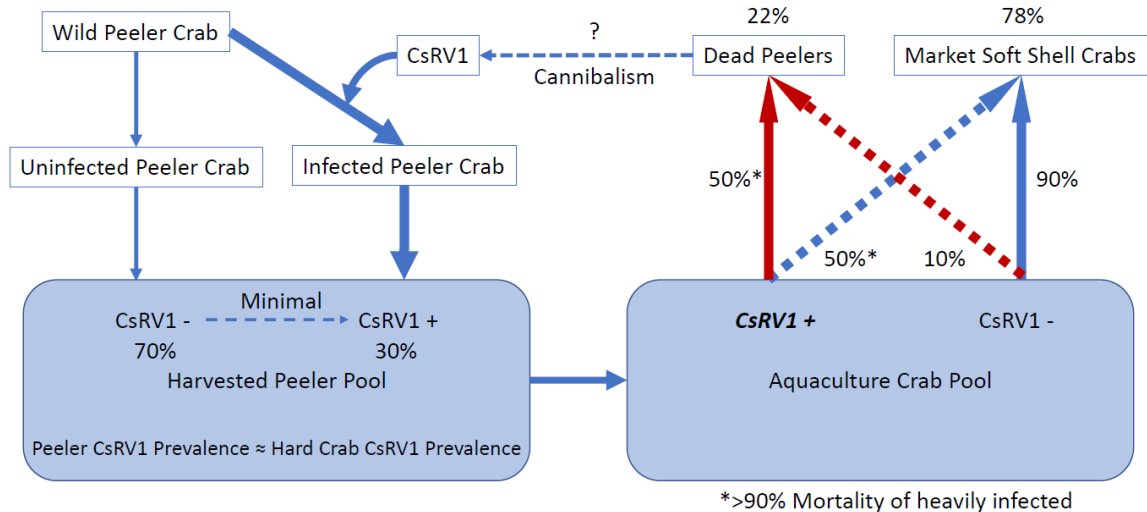 Wild Peeler Crab
CsRV1
?
Cannibalism
22%
Dead Peelers
78%
Market Soft Shell Crabs
Uninfected Peeler Crab
Infected Peeler Crab
50%*
90%
50%*
10%
CsRV1 -
Minimal
CsRV1 +
70%
30%
Harvested Peeler Pool
Peeler CsRV1 Prevalence ≈ Hard Crab CsRV1 Prevalence
CsRV1 +
CsRV1 -
Aquaculture Crab Pool
*>90% Mortality of heavily infected